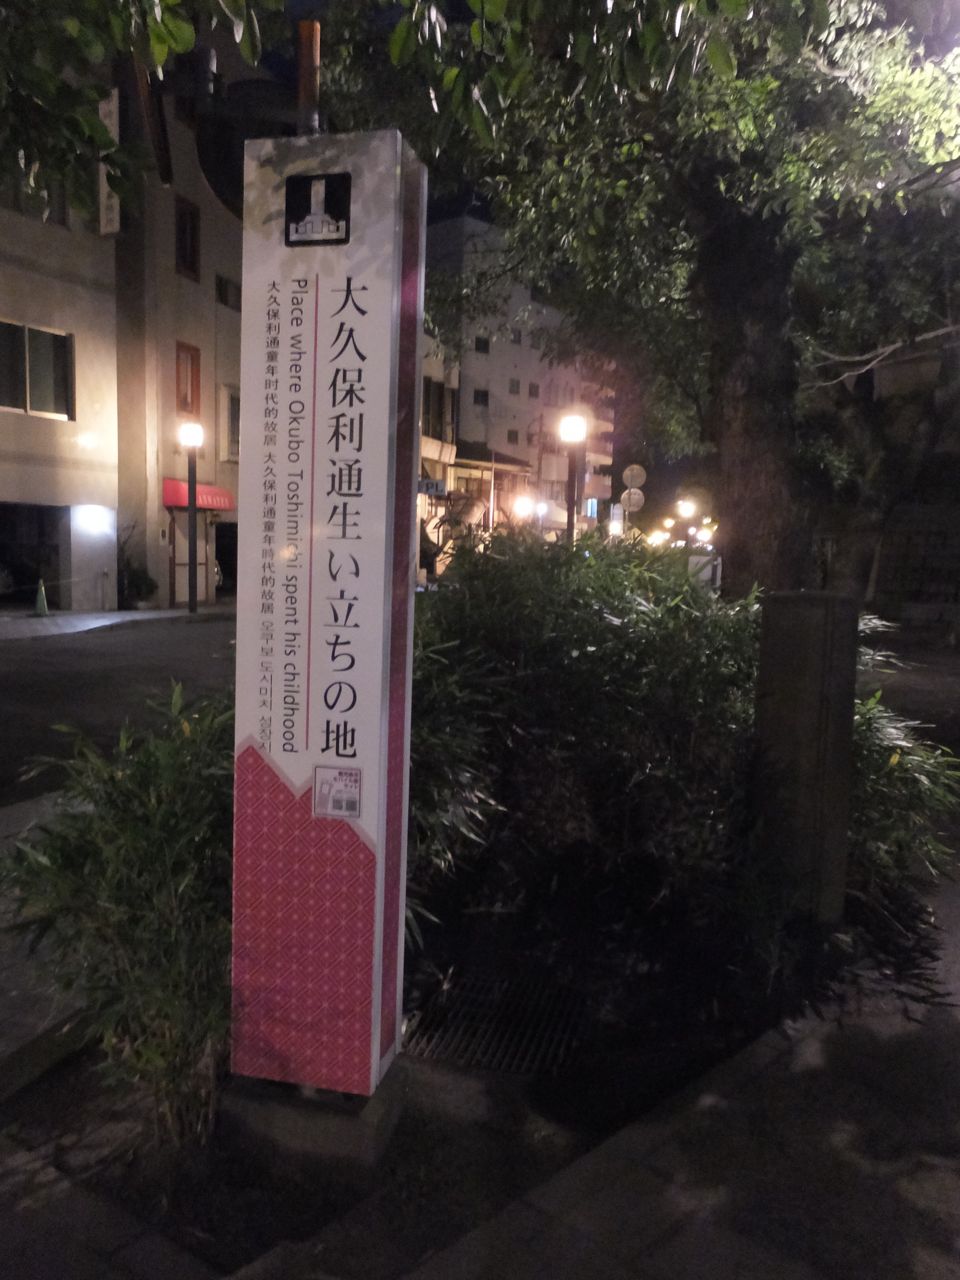 大久保利通生い立ちの地
Place where Okubo Toshimichi spent his childhood
大久保利通童年时代的故居 大久保利通童年時代的故居 오쿠보 도시미치 성장지